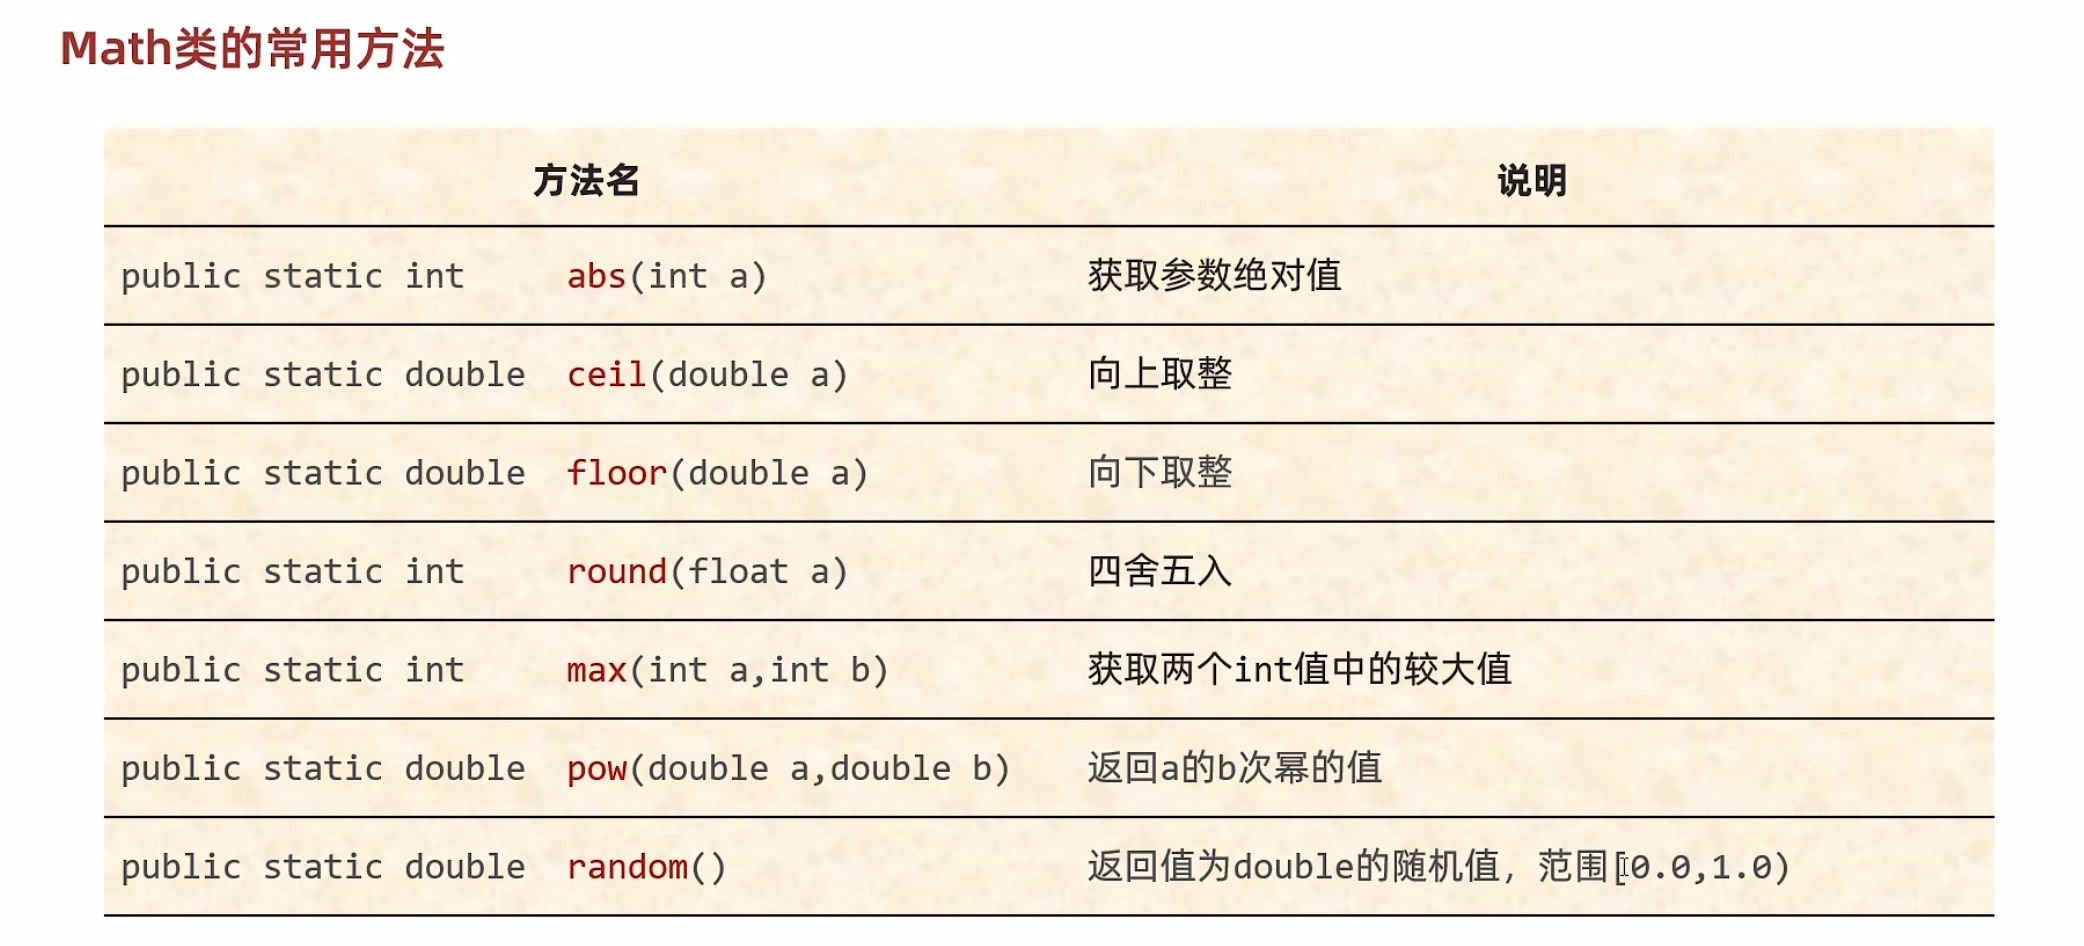 Math类的常用方法
方法名 说明
public static int abs(int a) 获取参数绝对值
public static double ceil(double a) 向上取整
public static double floor(double a) 向下取整
public static int round(float a) 四舍五入
public static int max(int a,int b) 获取两个int值中的较大值
public static double pow(double a,double b) 返回a的b次幂的值
public static double random() 返回值为double的随机值，范围[0.0,1.0)